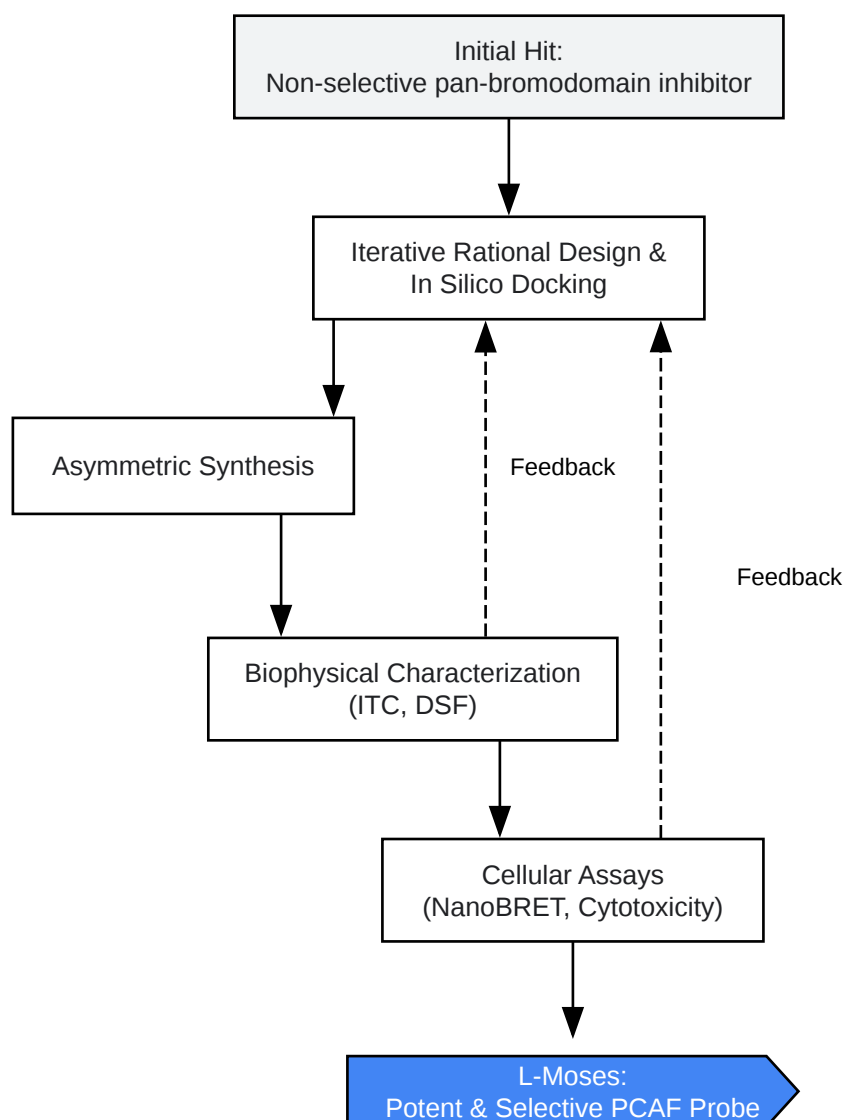 Initial Hit:
Non-selective pan-bromodomain inhibitor
Iterative Rational Design &
In Silico Docking
Asymmetric Synthesis
Feedback
Feedback
Biophysical Characterization
(ITC, DSF)
Cellular Assays
(NanoBRET, Cytotoxicity)
L-Moses:
Potent & Selective PCAF Probe